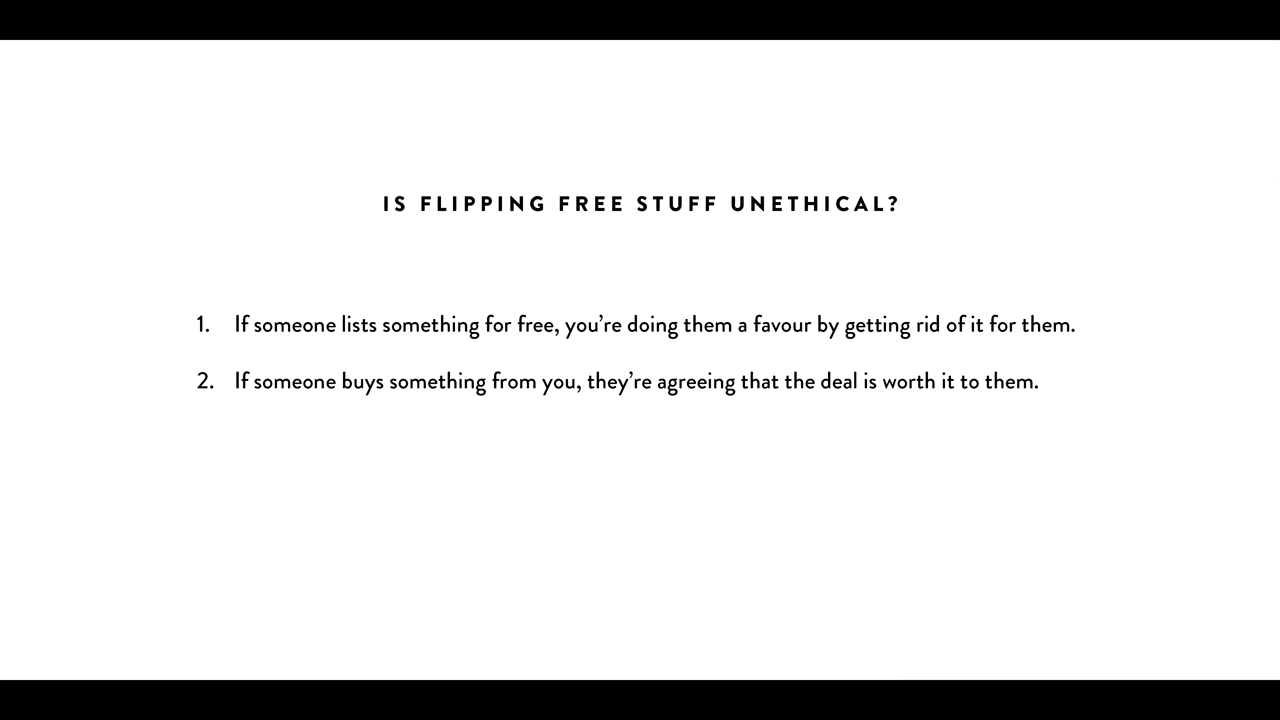 IS FLIPPING FREE STUFF UNETHICAL?
1. If someone lists something for free, you’re doing them a favour by getting rid of it for them.
2. If someone buys something from you, they’re agreeing that the deal is worth it to them.